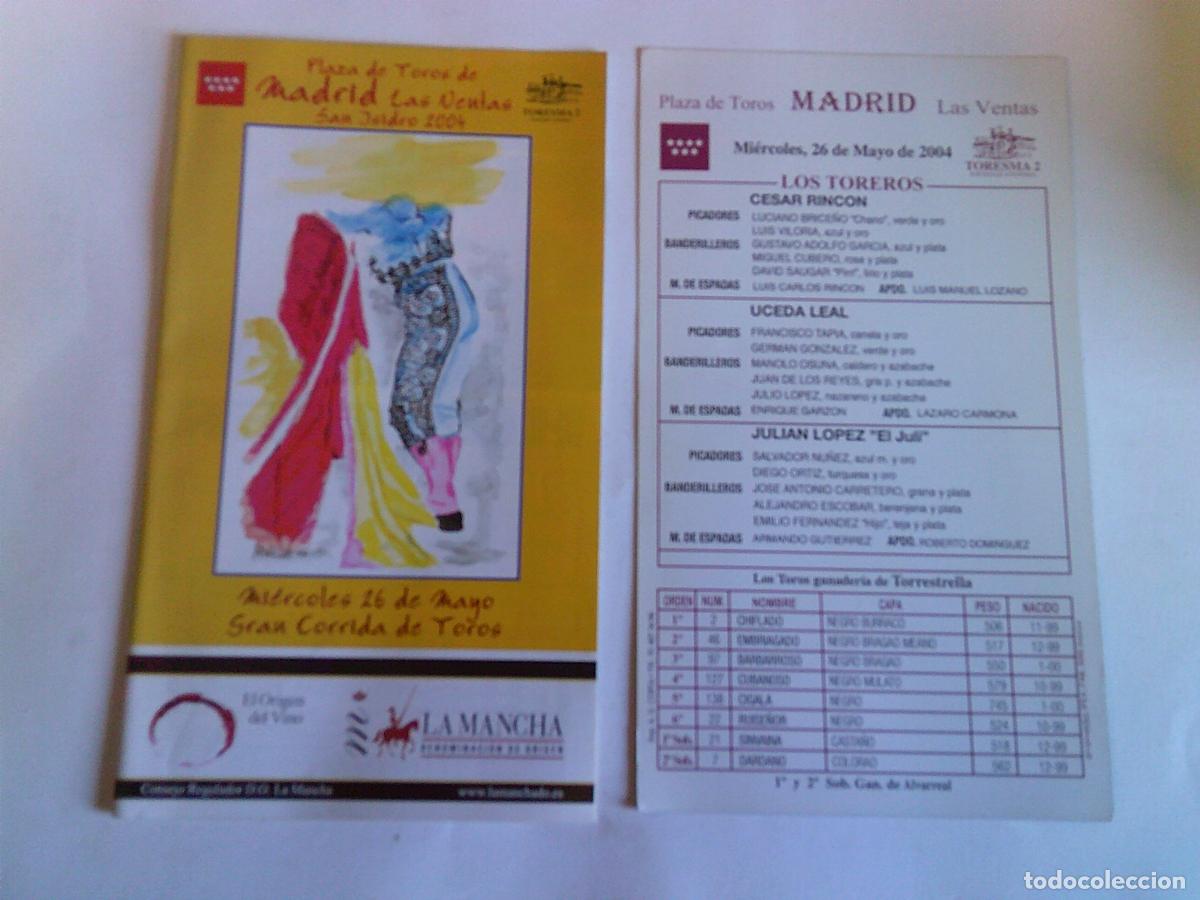 Plaza de Toros de
Madrid Las Ventas
San Isidro 2004
TORESMA 2
Miércoles 26 de Mayo
Gran Corrida de Toros
El Origen
del Vino
LA MANCHA
DENOMINACIÓN DE ORIGEN
Consejo Regulador D.O. La Mancha
www.lamanchado.es
Plaza de Toros MADRID Las Ventas
Miércoles, 26 de Mayo de 2004
TORESMA 2
LOS TOREROS
CESAR RINCON
PICADORES LUCIANO BRICEÑO "Chano", verde y oro
LUIS VILORIA, azul y oro
BANDERILLEROS GUSTAVO ADOLFO GARCIA, azul y plata
MIGUEL CUBERO, rosa y plata
DAVID SAUGAR "Pirri", lirio y plata
M. DE ESPADAS LUIS CARLOS RINCON APDO. LUIS MANUEL LOZANO
UCEDA LEAL
PICADORES FRANCISCO TAPIA, canela y oro
GERMAN GONZALEZ, verde y oro
BANDERILLEROS MANOLO OSUNA, caldero y azabache
JUAN DE LOS REYES, gris p. y azabache
JULIO LOPEZ, nazareno y azabache
M. DE ESPADAS ENRIQUE GARZON APDO. LAZARO CARMONA
JULIAN LOPEZ "El Juli"
PICADORES SALVADOR NUÑEZ, azul m. y oro
DIEGO ORTIZ, turquesa y oro
BANDERILLEROS JOSE ANTONIO CARRETERO, grana y plata
ALEJANDRO ESCOBAR, berenjena y plata
EMILIO FERNANDEZ "Hijo", teja y plata
M. DE ESPADAS ARMANDO GUTIERREZ APDO. ROBERTO DOMINGUEZ
Los Toros ganadería de Torrestrella
ORDEN NUM. NOMBRE CAPA PESO NACIDO
1º 2 CHIFLADO NEGRO BURRACO 506 11-99
2º 46 EMBRAGADO NEGRO BRAGAO MEANO 517 12-99
3º 97 BARBARROSO NEGRO BRAGAO 550 1-00
4º 127 CUBANOSO NEGRO MULATO 579 10-99
5º 138 CIGALA NEGRO 745 1-00
6º 22 RUISEÑOR NEGRO 524 10-99
1º Sob. 21 CASTAÑO 518 12-99
2º Sob. 7 DARDANO COLORAO 562 12-99
1º y 2º Sob. Gan. de Alvarreal
todocoleccion